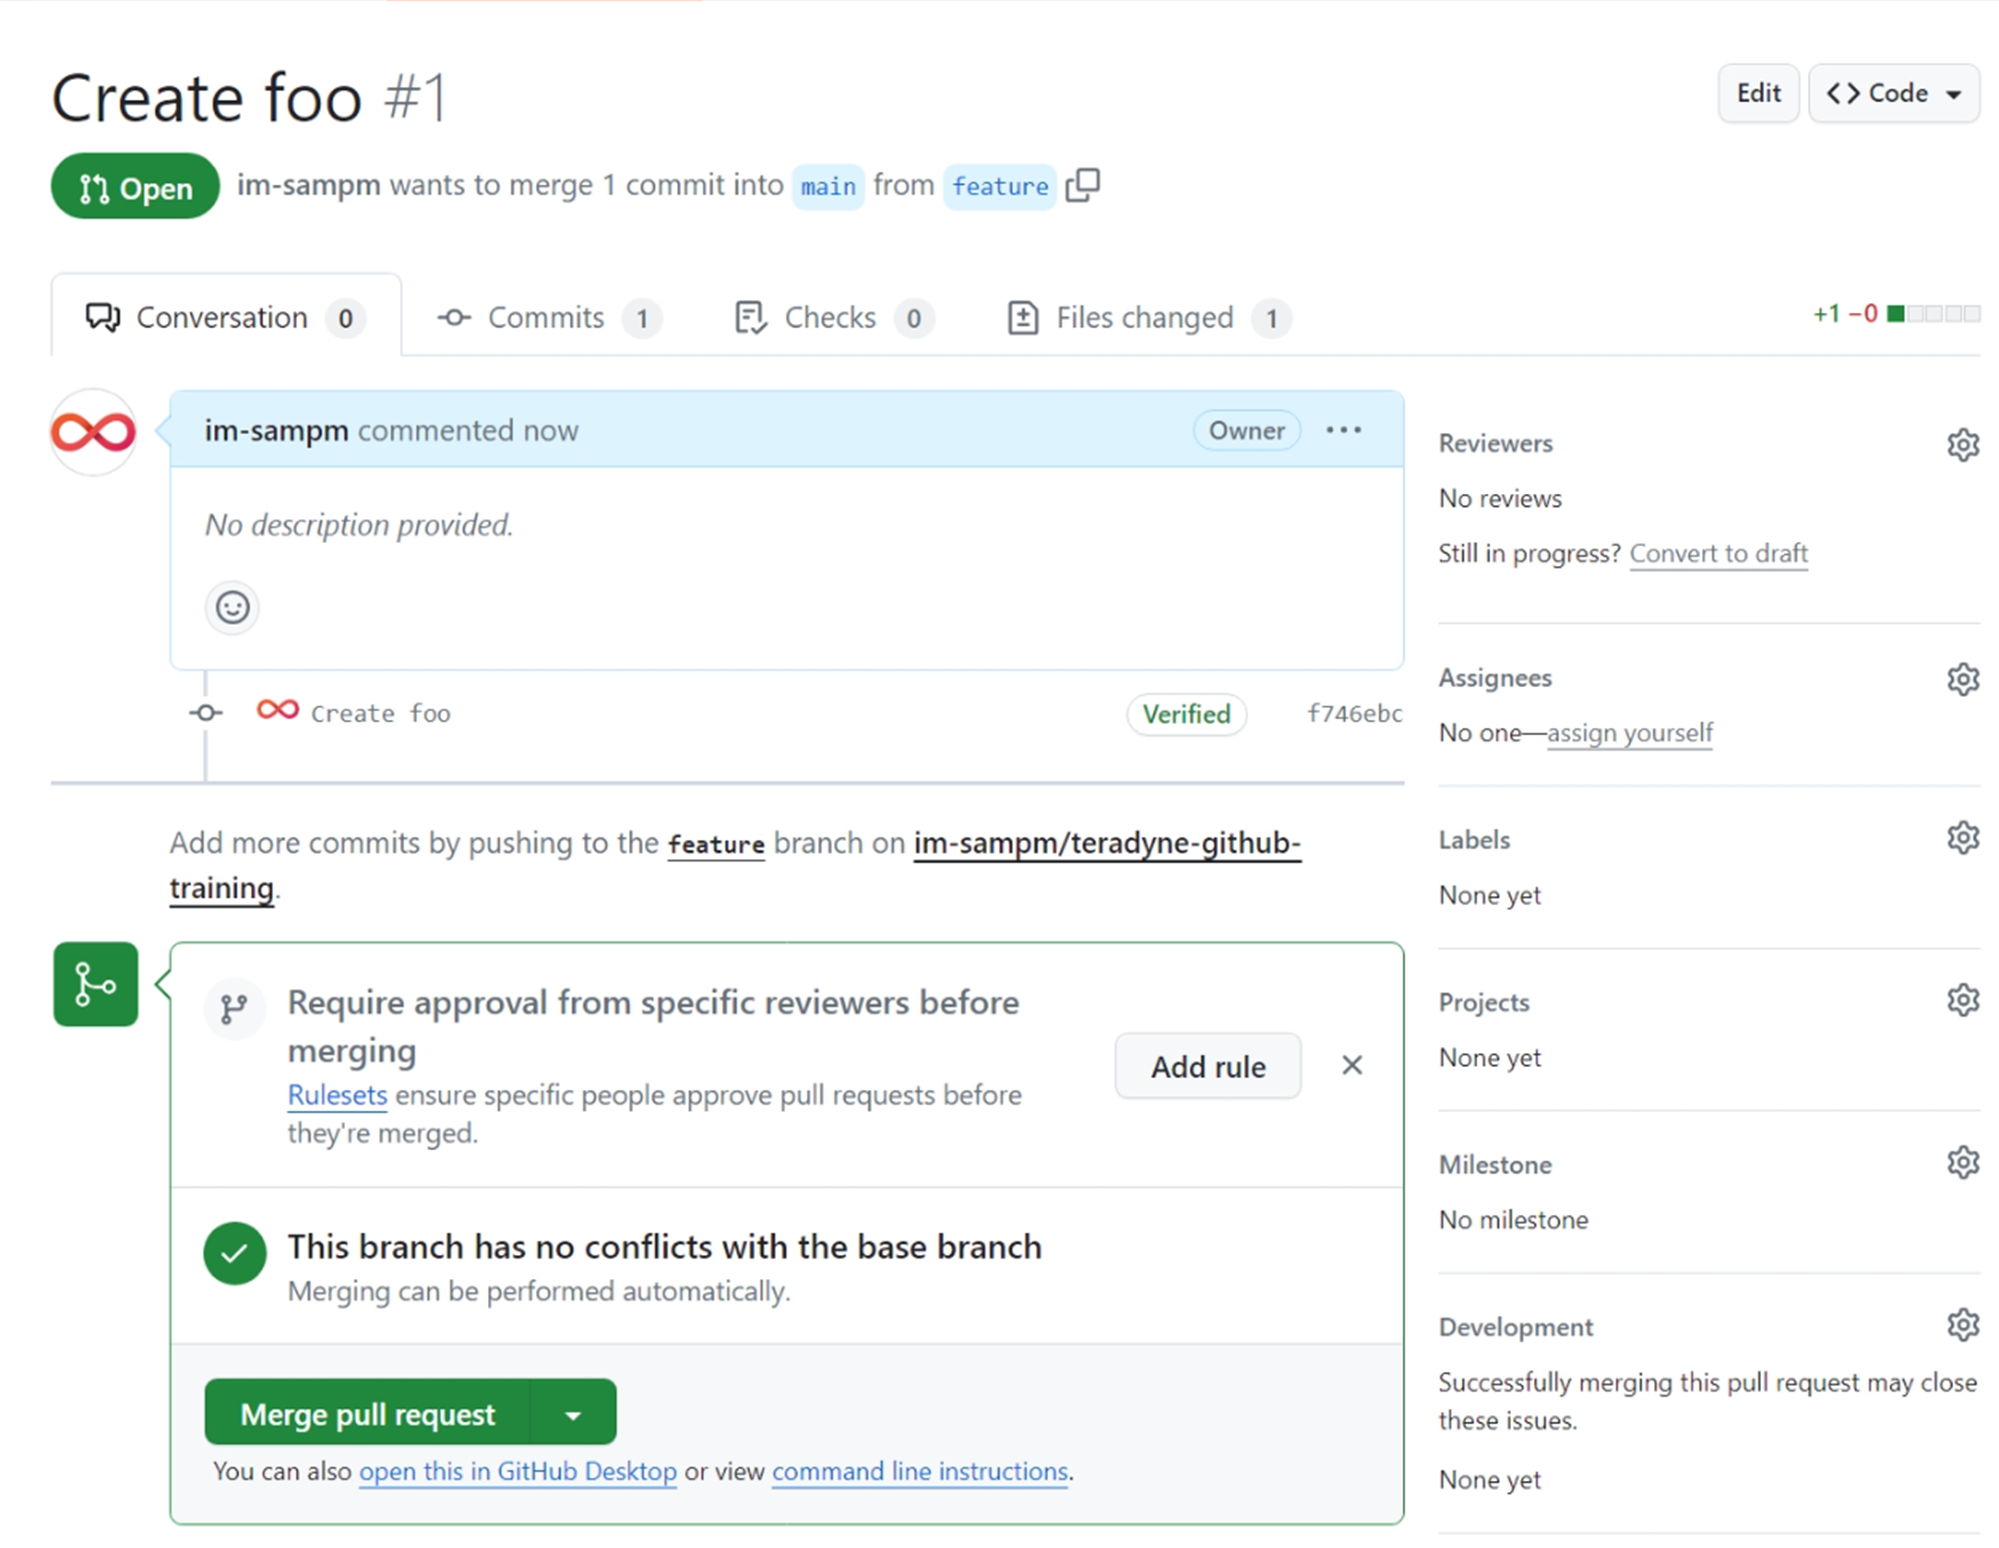 Create foo #1
Edit
Code
Open
im-sampm wants to merge 1 commit into main from feature
Conversation 0
Commits 1
Checks 0
Files changed 1
+1 −0
im-sampm commented now
Owner
No description provided.
Create foo
Verified
f746ebc
Add more commits by pushing to the feature branch on im-sampm/teradyne-github-
training.
Require approval from specific reviewers before
merging
Rulesets ensure specific people approve pull requests before
they're merged.
Add rule
This branch has no conflicts with the base branch
Merging can be performed automatically.
Merge pull request
You can also open this in GitHub Desktop or view command line instructions.
Reviewers
No reviews
Still in progress? Convert to draft
Assignees
No one—assign yourself
Labels
None yet
Projects
None yet
Milestone
No milestone
Development
Successfully merging this pull request may close
these issues.
None yet